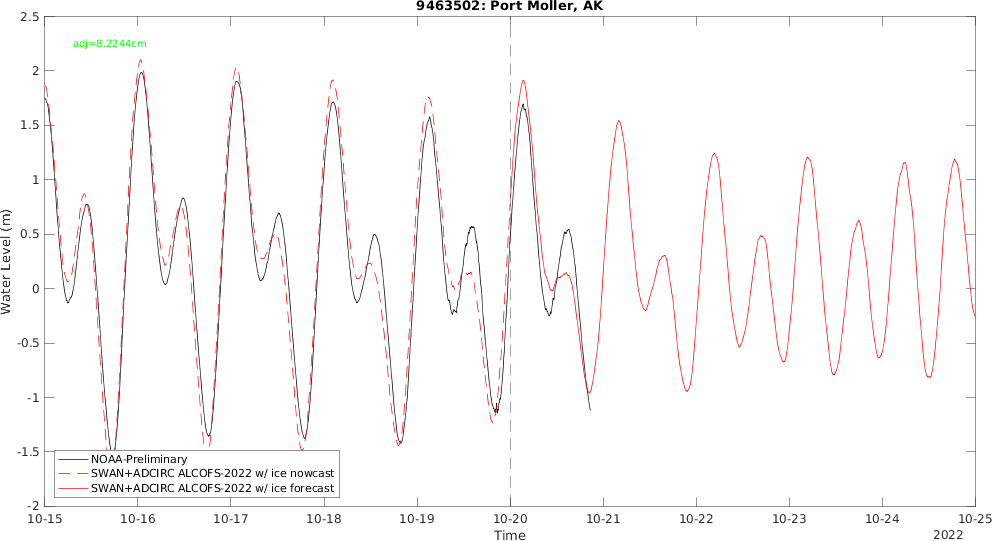 9463502: Port Moller, AK
adj=8.2244cm
2.5
2
1.5
1
0.5
0
-0.5
-1
-1.5
-2
Water Level (m)
NOAA-Preliminary
SWAN+ADCIRC ALCOFS-2022 w/ ice nowcast
SWAN+ADCIRC ALCOFS-2022 w/ ice forecast
10-15 10-16 10-17 10-18 10-19 10-20 10-21 10-22 10-23 10-24 10-25
Time
2022